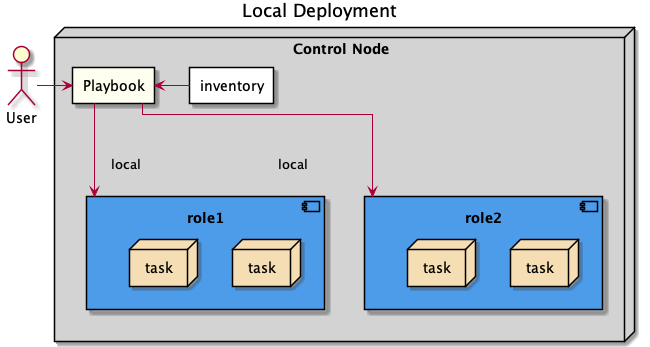 Local Deployment
Control Node
Playbook
inventory
User
local
local
role1
role2
task
task
task
task